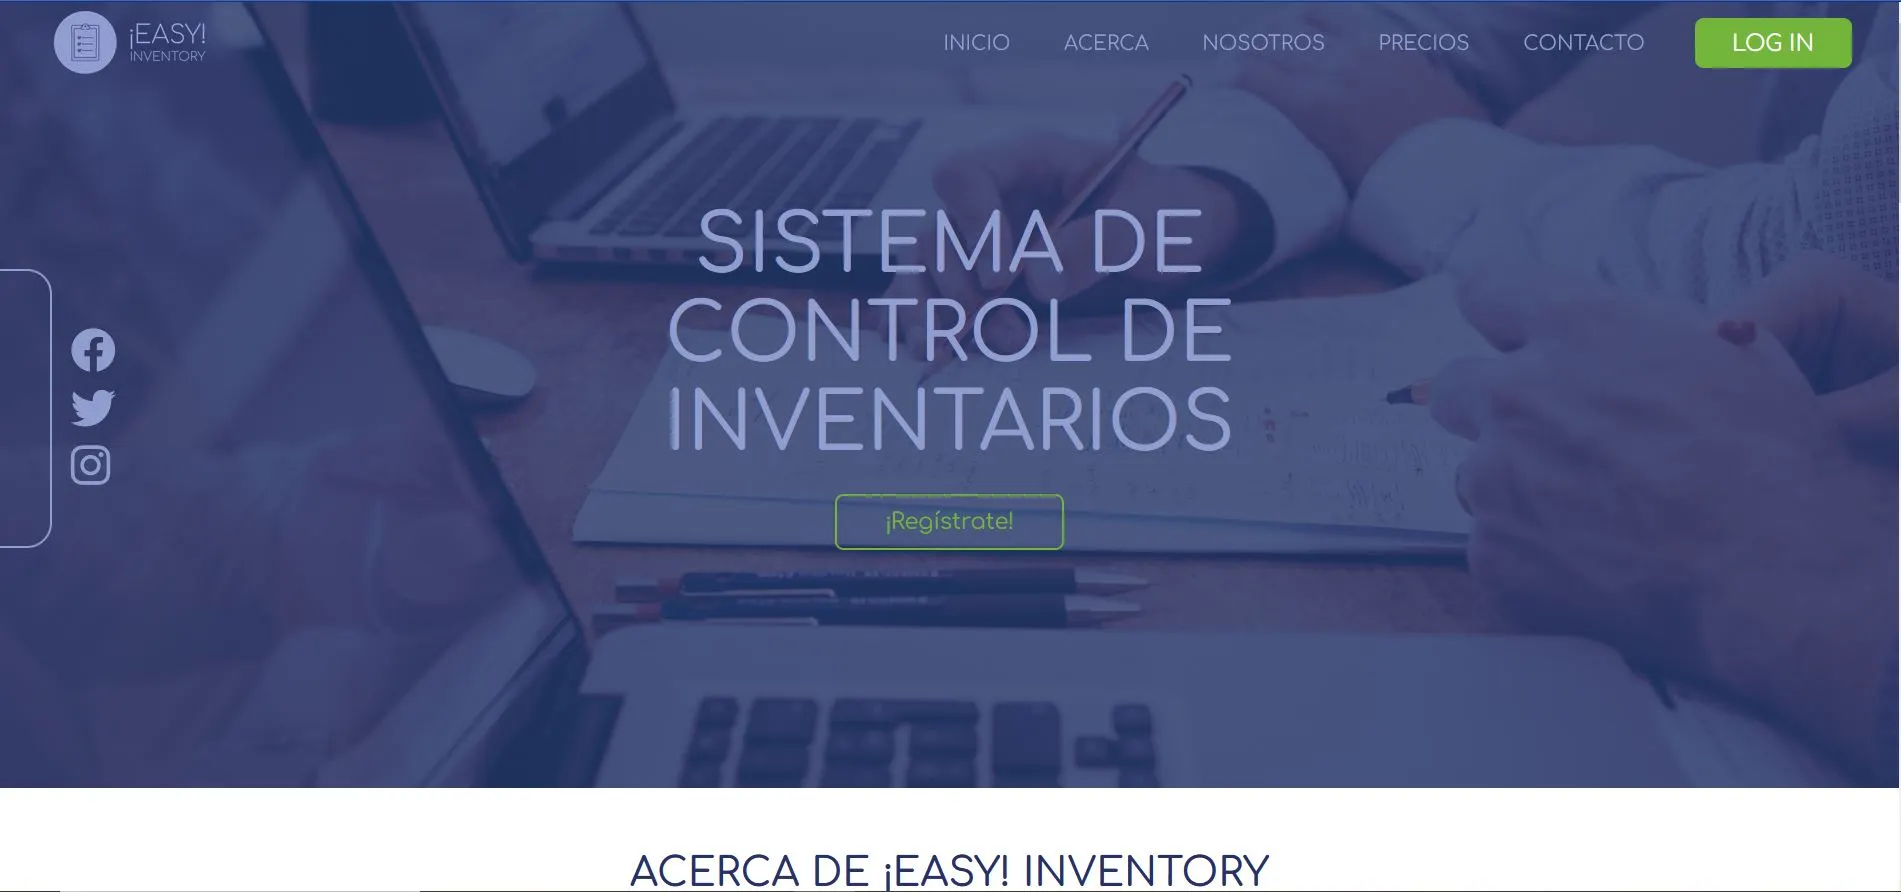 ¡EASY!
INVENTORY
INICIO
ACERCA
NOSOTROS
PRECIOS
CONTACTO
LOG IN
SISTEMA DE
CONTROL DE
INVENTARIOS
¡Regístrate!
ACERCA DE ¡EASY! INVENTORY